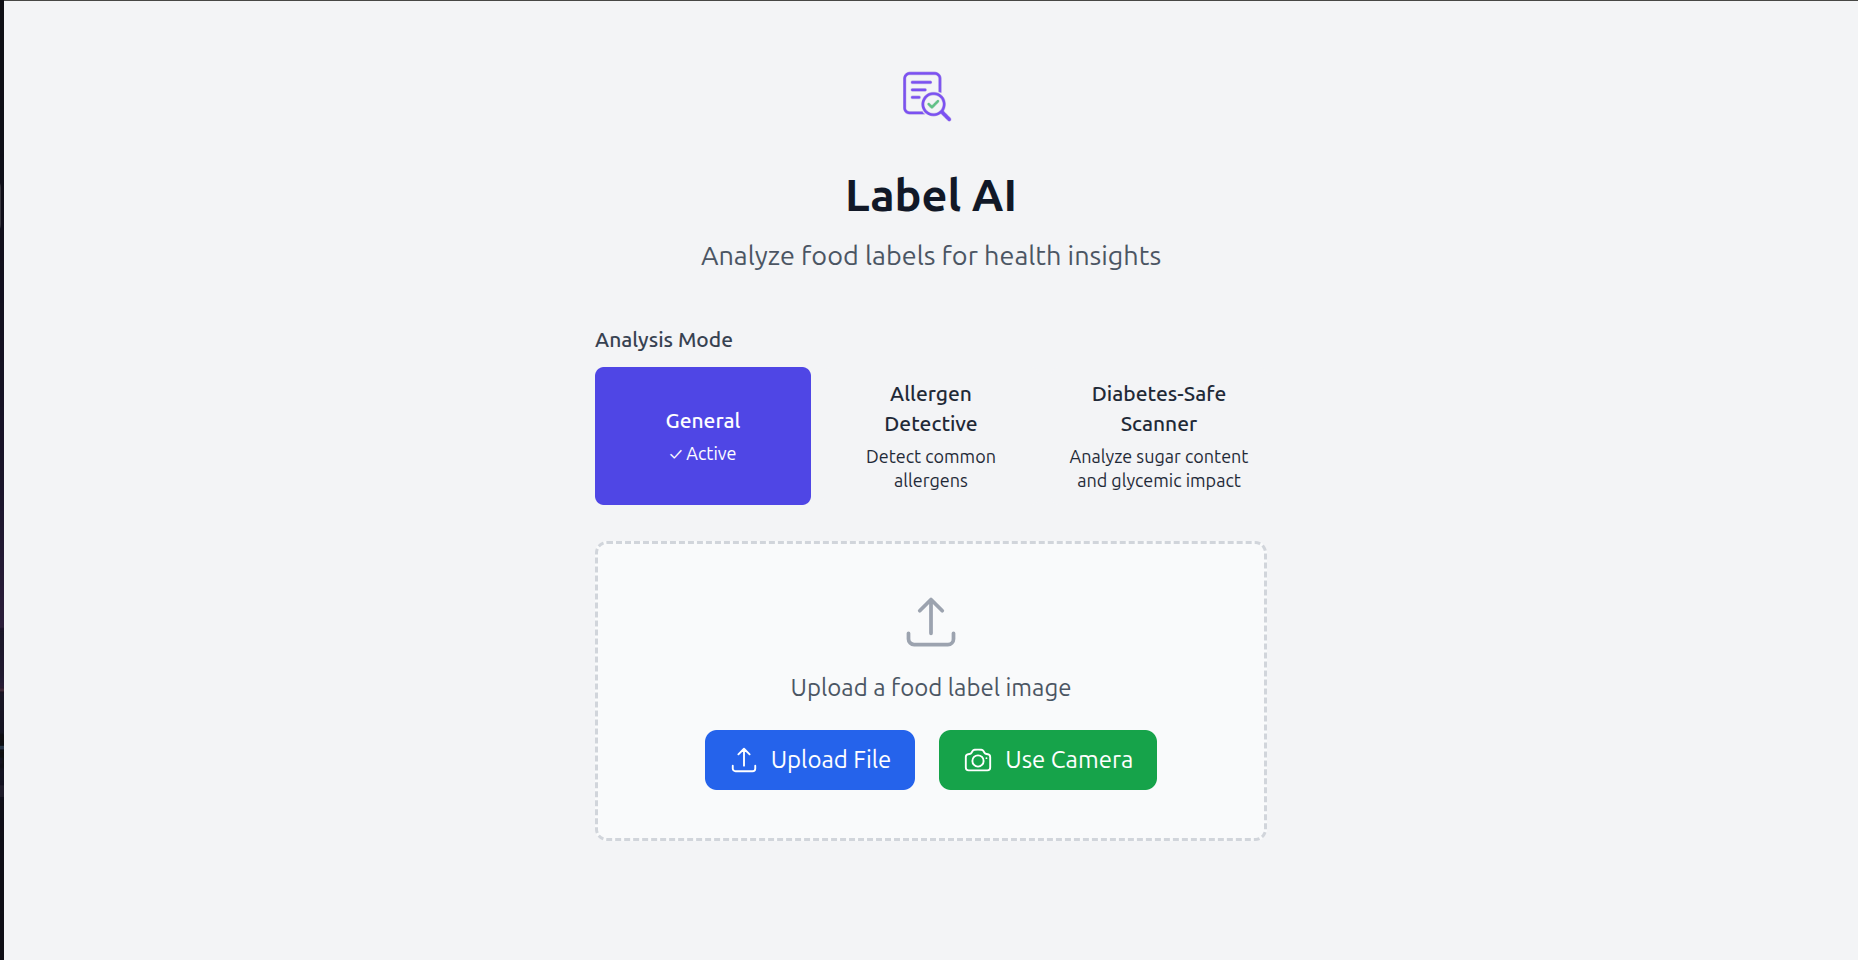 Label AI
Analyze food labels for health insights
Analysis Mode
General
✓ Active
Allergen
Detective
Detect common
allergens
Diabetes-Safe
Scanner
Analyze sugar content
and glycemic impact
Upload a food label image
Upload File
Use Camera